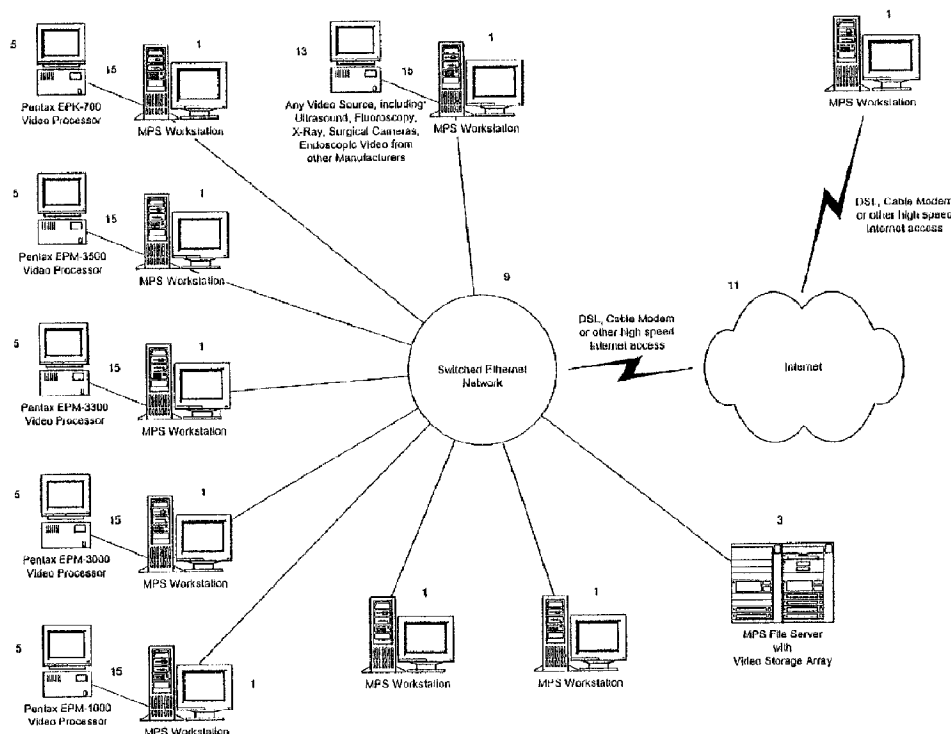 5
15
1
Pentax EPK-700
Video Processor
MPS Workstation
13
15
1
Any Video Source, including
Ultrasound, Fluoroscopy,
X-Ray, Surgical Cameras,
Endoscopic Video from
other Manufacturers
MPS Workstation
1
MPS Workstation
DSL, Cable Modem
or other high speed
Internet access
5
15
1
Pentax EPM-3500
Video Processor
MPS Workstation
9
Switched Ethernet
Network
DSL, Cable Modem
or other high speed
Internet access
11
Internet
5
15
1
Pentax EPM-3300
Video Processor
MPS Workstation
5
15
1
Pentax EPM-3000
Video Processor
MPS Workstation
3
MPS File Server
with
Video Storage Array
1
MPS Workstation
1
MPS Workstation
5
15
1
Pentax EPM-1000
Video Processor
MPS Workstation